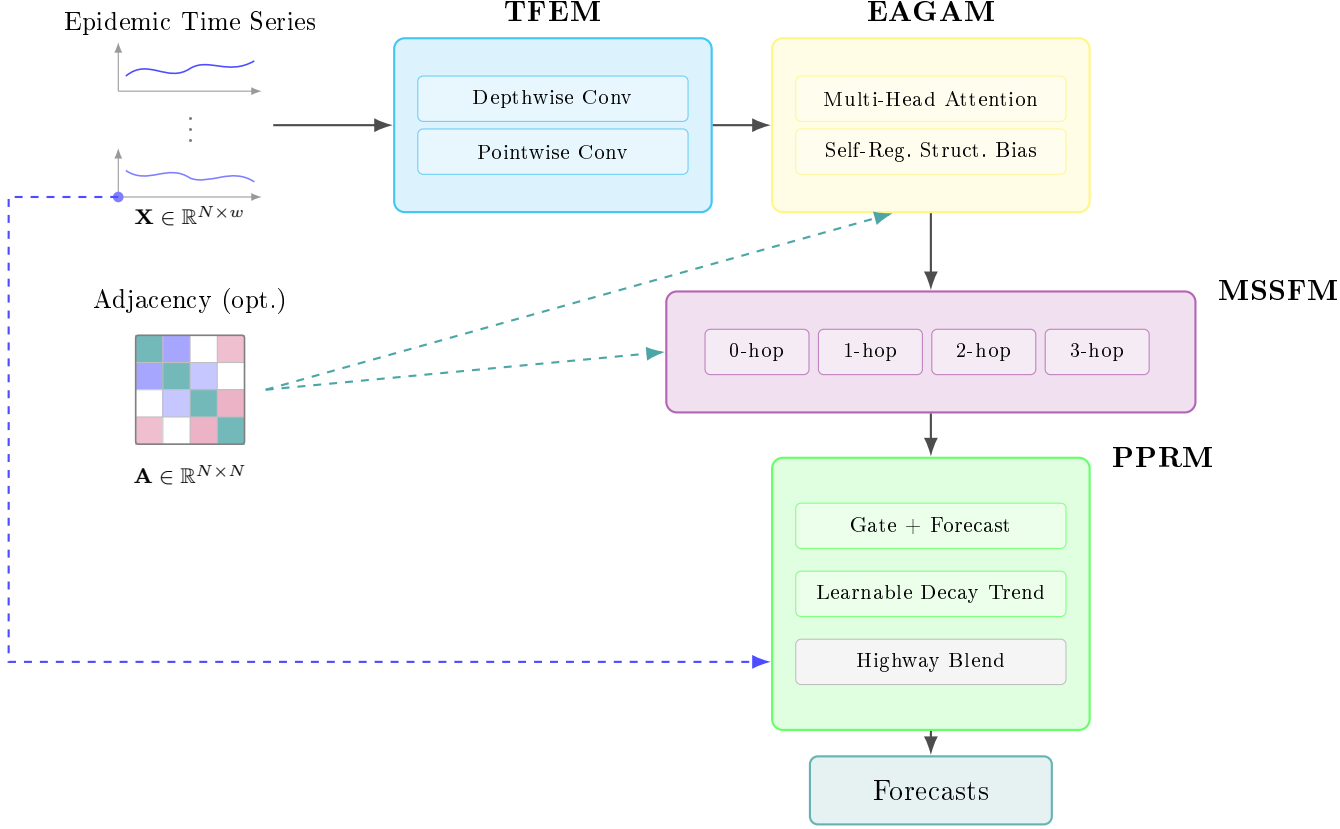 Epidemic Time Series
TFEM
EAGAM
Depthwise Conv
Pointwise Conv
Multi-Head Attention
Self-Reg. Struct. Bias
X ∈ ℝ^{N×w}
Adjacency (opt.)
A ∈ ℝ^{N×N}
MSSFM
0-hop
1-hop
2-hop
3-hop
PPRM
Gate + Forecast
Learnable Decay Trend
Highway Blend
Forecasts